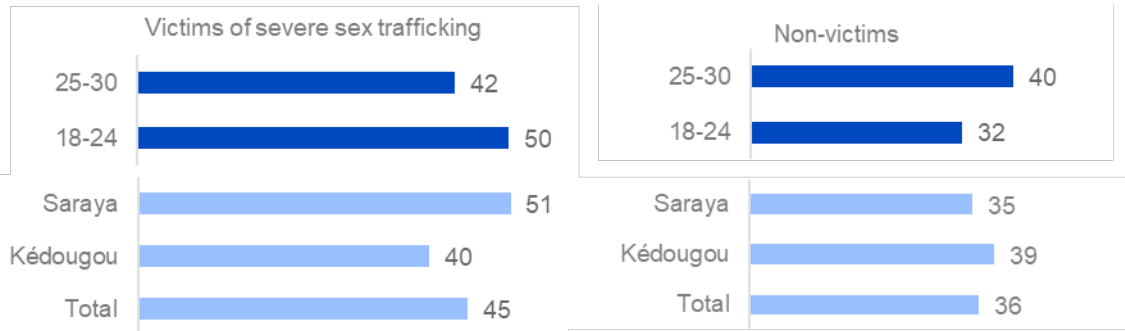 Victims of severe sex trafficking
25-30 42
18-24 50
Saraya 51
Kédougou 40
Total 45
Non-victims
25-30 40
18-24 32
Saraya 35
Kédougou 39
Total 36